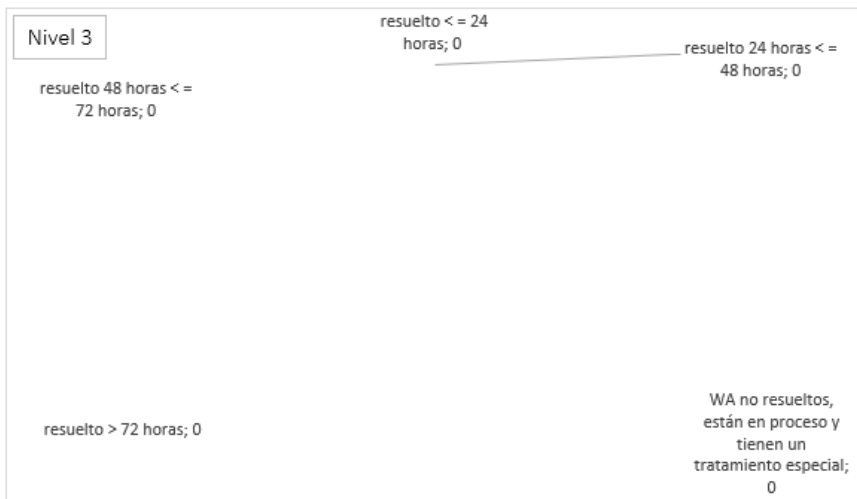 Nivel 3
resuelto < = 24
horas; 0
resuelto 24 horas < =
48 horas; 0
resuelto 48 horas < =
72 horas; 0
resuelto > 72 horas; 0
WA no resueltos,
están en proceso y
tienen un
tratamiento especial;
0